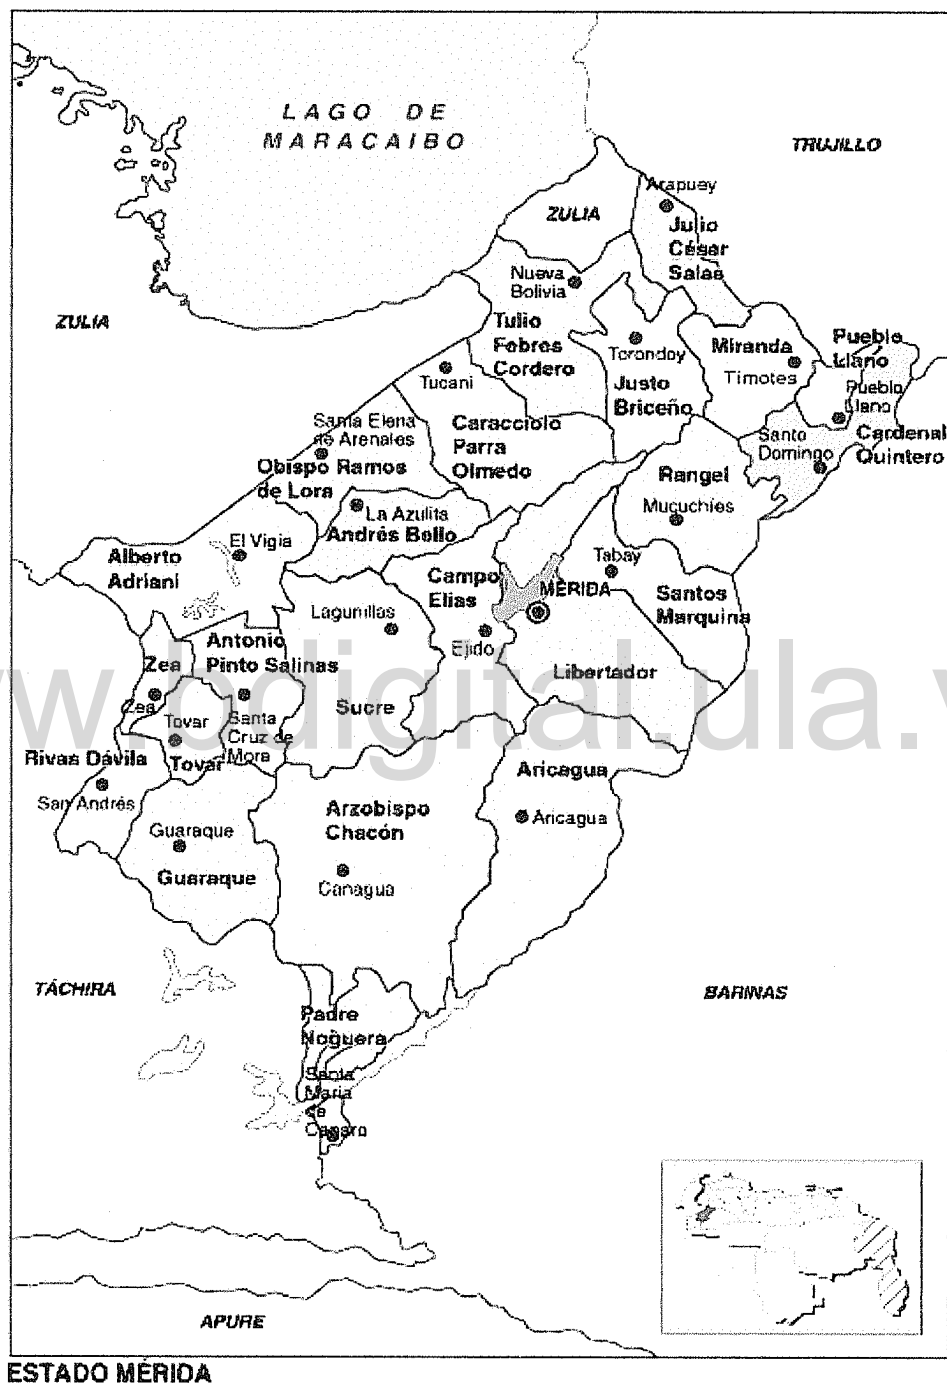 LAGO DE
MARACAIBO
TRUJILLO
Arapuey
ZULIA
Julio
César
Salas
Nueva
Bolivia
ZULIA
Tulio
Febres
Cordero
Miranda
Pueblo
Llano
Torondoy
Timotes
Tucani
Justo
Briceño
Pueblo
Llano
Santa Elena
de Arenales
Caracciolo
Parra
Olmedo
Santo
Domingo
Cardenal
Quintero
Obispo Ramos
de Lora
Rangel
Mucuchíes
La Azulita
Andrés Bello
El Vigia
Alberto
Adriani
Tabay
Campo
Elias
MÉRIDA
Santos
Marquina
Lagunillas
Antonio
Pinto Salinas
Ejido
Zea
Libertador
www.bdigital.ula.v
Zea
Tovar
Santa
Cruz de
Mora
Sucre
Rivas Dávila
Tovar
Aricagua
San Andrés
Arzobispo
Chacón
Aricagua
Guaraque
Guaraque
Canagua
TÁCHIRA
BARINAS
Padre
Noguera
Santa
Maria
de
Caparo
APURE
ESTADO MÉRIDA